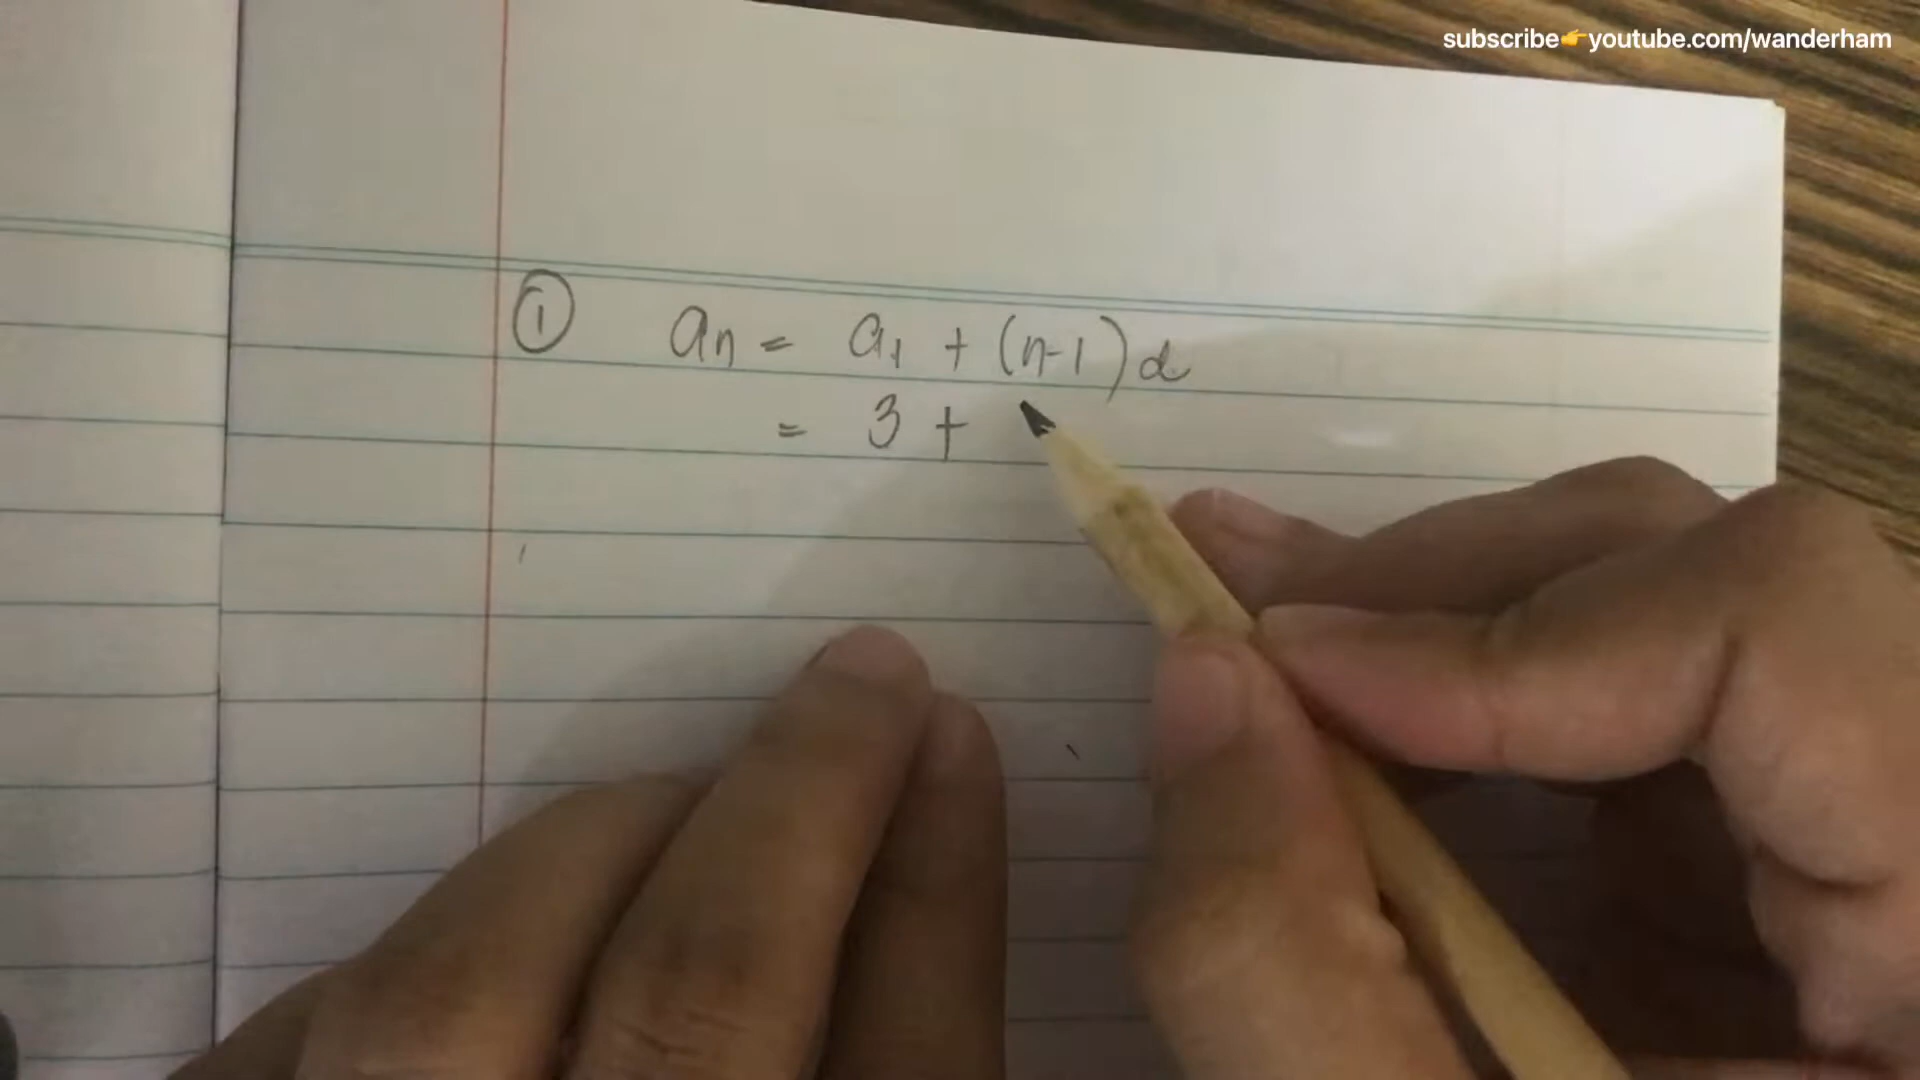 subscribe👉youtube.com/wanderham
① an = a1 + (n-1)d
= 3 +